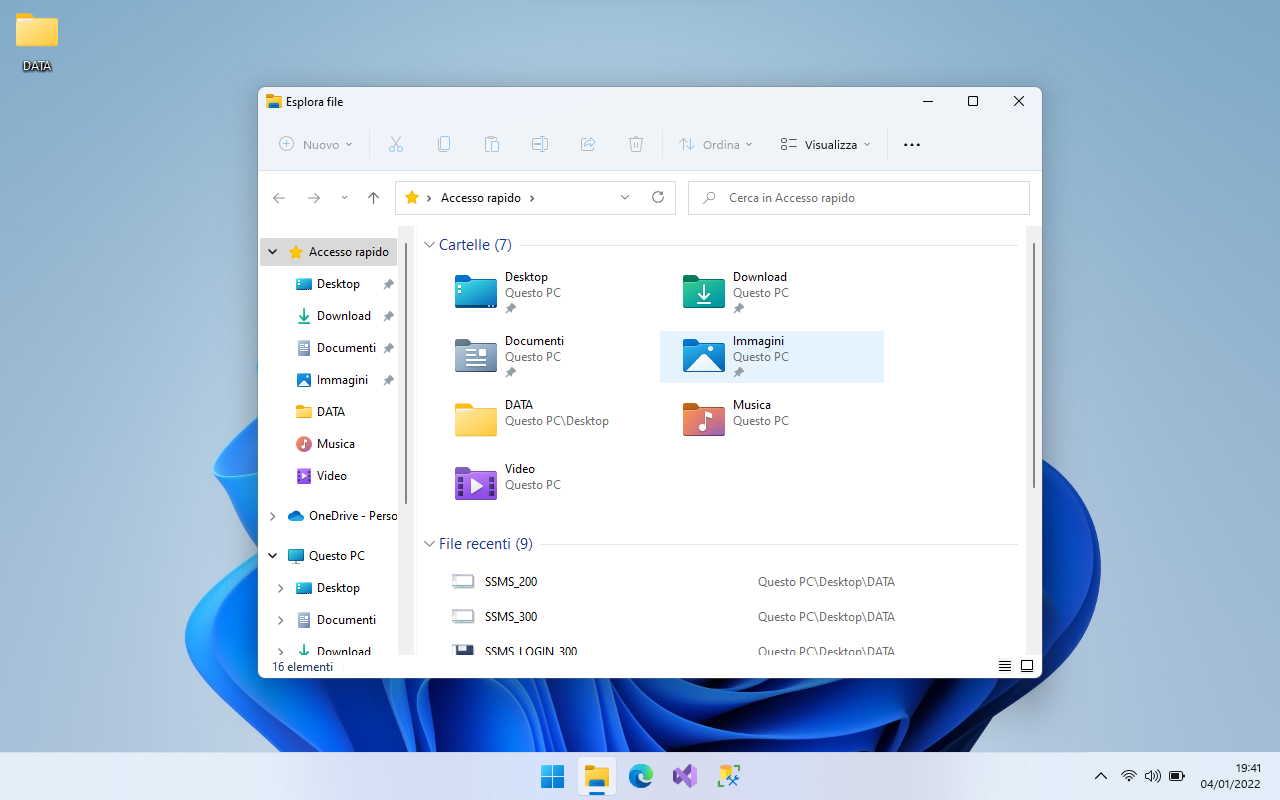 DATA
Esplora file
Nuovo
Ordina
Visualizza
Accesso rapido
Cerca in Accesso rapido
Accesso rapido
Desktop
Download
Documenti
Immagini
DATA
Musica
Video
OneDrive - Perso
Questo PC
Desktop
Documenti
Download
Cartelle (7)
Desktop
Questo PC
Download
Questo PC
Documenti
Questo PC
Immagini
Questo PC
DATA
Questo PC\Desktop
Musica
Questo PC
Video
Questo PC
File recenti (9)
SSMS_200 Questo PC\Desktop\DATA
SSMS_300 Questo PC\Desktop\DATA
SSMS_LOGIN_300 Questo PC\Desktop\DATA
16 elementi
19:41
04/01/2022